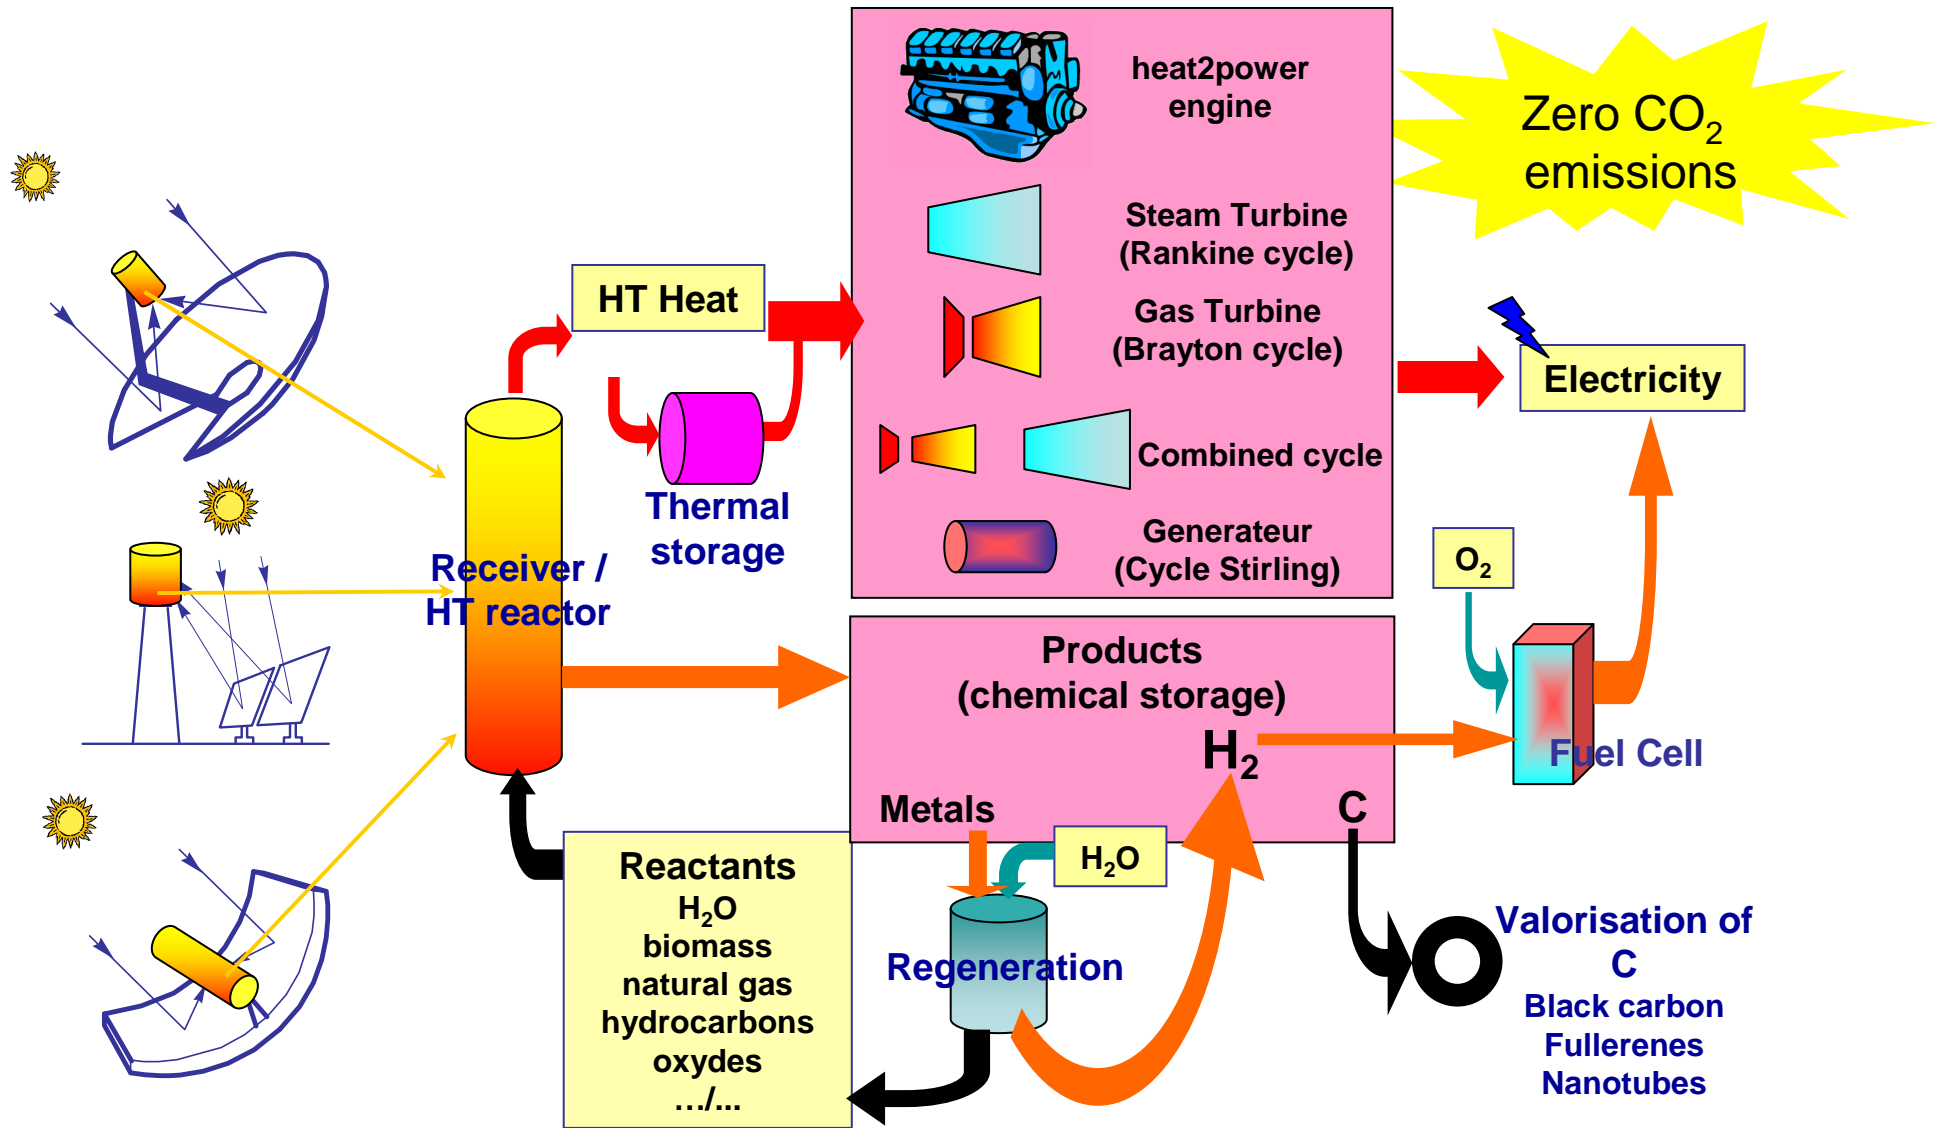 heat2power
engine
Zero CO₂
emissions
Steam Turbine
(Rankine cycle)
HT Heat
Gas Turbine
(Brayton cycle)
Electricity
Combined cycle
Thermal
storage
Generateur
(Cycle Stirling)
O₂
Receiver /
HT reactor
Products
(chemical storage)
H₂
Fuel Cell
Metals
C
H₂O
Reactants
H₂O
biomass
natural gas
hydrocarbons
oxydes
…/...
Regeneration
Valorisation of
C
Black carbon
Fullerenes
Nanotubes